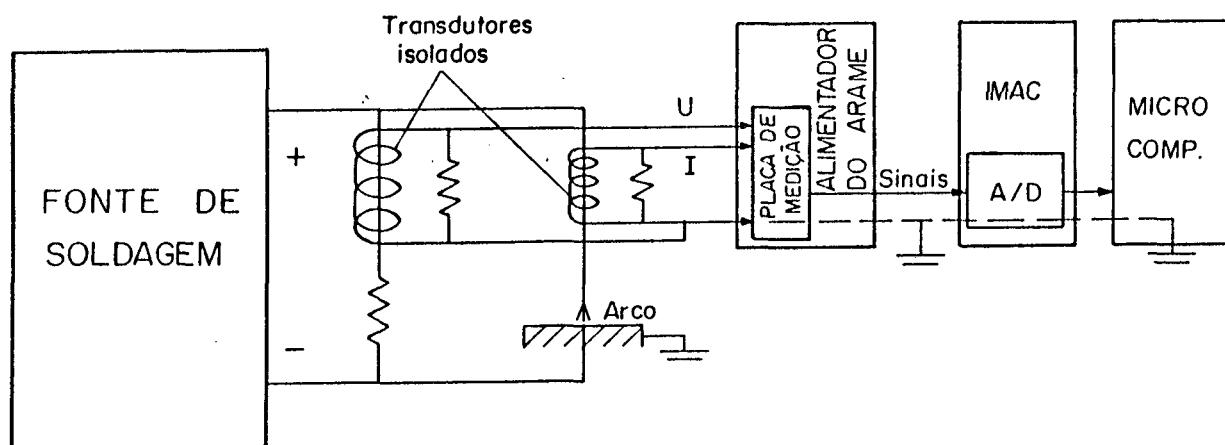 Transdutores
isolados
FONTE DE
SOLDAGEM
+
−
U
I
Arco
PLACA DE
MEDIÇÃO
ALIMENTADOR
DO ARAME
Sinais
IMAC
A/D
MICRO
COMP.